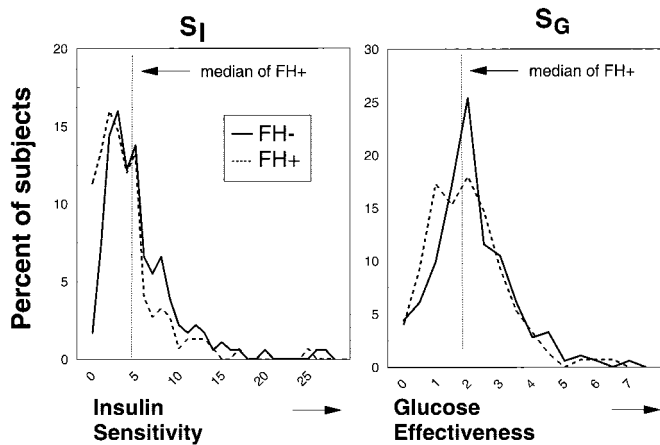 S_I
20
15
10
5
0
median of FH+
FH-
FH+
Percent of subjects
0
5
10
15
20
25
Insulin
Sensitivity
S_G
30
25
20
15
10
5
0
median of FH+
0
1
2
3
4
5
6
7
Glucose
Effectiveness